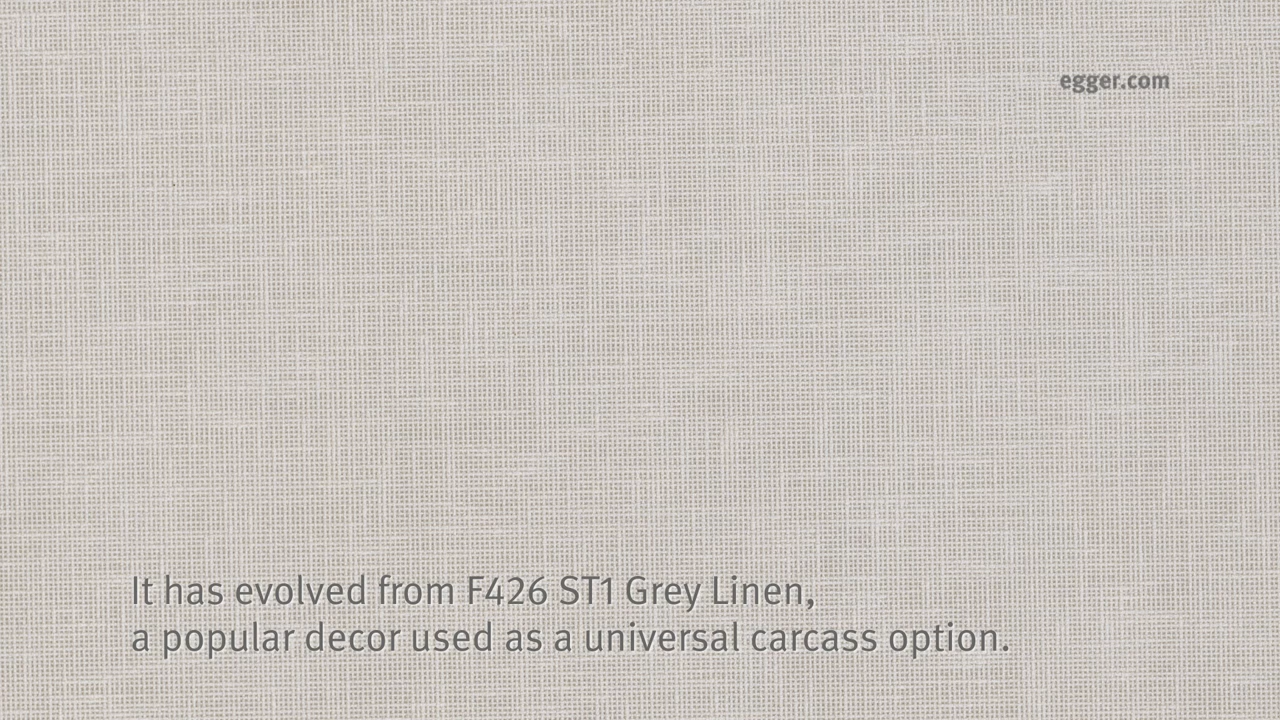 egger.com
It has evolved from F426 ST1 Grey Linen,
a popular decor used as a universal carcass option.